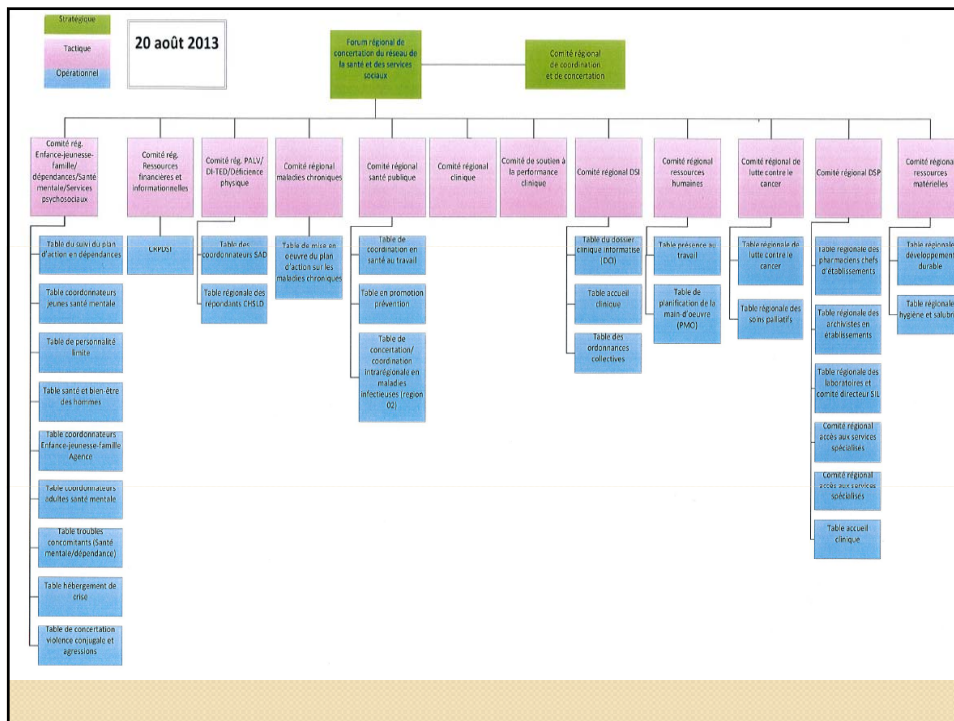 Stratégique
Tactique
Opérationnel
20 août 2013
Forum régional de
concertation du réseau de
la santé et des services
sociaux
Comité régional
de coordination
et de concertation
Comité rég.
Enfance-jeunesse-
famille/
dépendances/Santé
mentale/Services
psychosociaux
Table du suivi du plan
d'action en dépendances
Table coordonnateurs
jeunes santé mentale
Table de personnalité
limite
Table santé et bien-être
des hommes
Table coordonnateurs
Enfance-jeunesse-famille
Agence
Table coordonnateurs
adultes santé mentale
Table troubles
concomitants (Santé
mentale/dépendance)
Table hébergement de
crise
Table de concertation
violence conjugale et
agressions
Comité rég.
Ressources
financières et
informationnelles
CRPDSI
Comité rég. PALV/
DI-TED/Déficience
physique
Table des
coordonnateurs SAD
Table régionale des
répondants CHSLD
Comité régional
maladies chroniques
Table de mise en
oeuvre du plan
d'action sur les
maladies chroniques
Comité régional
santé publique
Table de
coordination en
santé au travail
Table en promotion
prévention
Table de
concertation/
coordination
intrarégionale en
maladies
infectieuses (region
02)
Comité régional
clinique
Comité de soutien à
la performance
clinique
Comité régional DSI
Table du dossier
clinique informatisé
(DCI)
Table accueil
clinique
Table des
ordonnances
collectives
Comité régional
ressources
humaines
Table présence au
travail
Table de
planification de la
main-d'oeuvre
(PMO)
Comité régional de
lutte contre le
cancer
Table régionale de
lutte contre le
cancer
Table régionale des
soins palliatifs
Comité régional DSP
Table régionale des
pharmaciens chefs
d'établissements
Table régionale des
archivistes en
établissements
Table régionale des
laboratoires et
comité directeur SIL
Comité régional
accès aux services
spécialisés
Comité régional
accès aux services
spécialisés
Table accueil
clinique
Comité régional
ressources
matérielles
Table régionale
développement
durable
Table régionale
hygiène et salubri